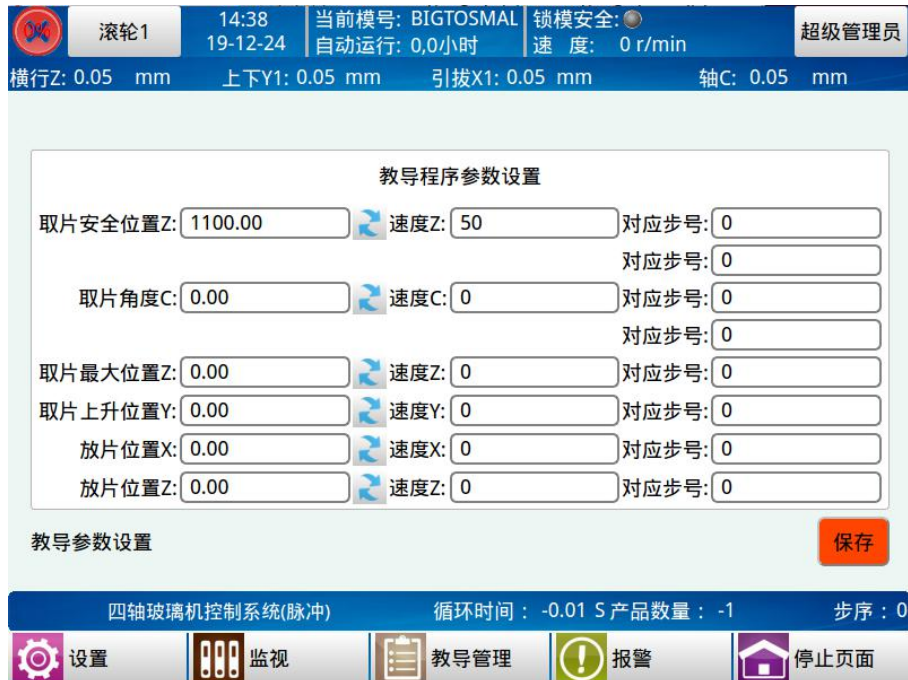 0% 滚轮1 14:38 当前模号: BIGTOSMAL 锁模安全: 超级管理员
19-12-24 自动运行: 0,0小时 速 度: 0 r/min
横行Z: 0.05 mm 上下Y1: 0.05 mm 引拔X1: 0.05 mm 轴C: 0.05 mm
教导程序参数设置
取片安全位置Z: 1100.00 速度Z: 50 对应步号: 0
对应步号: 0
取片角度C: 0.00 速度C: 0 对应步号: 0
对应步号: 0
取片最大位置Z: 0.00 速度Z: 0 对应步号: 0
取片上升位置Y: 0.00 速度Y: 0 对应步号: 0
放片位置X: 0.00 速度X: 0 对应步号: 0
放片位置Z: 0.00 速度Z: 0 对应步号: 0
教导参数设置 保存
四轴玻璃机控制系统(脉冲) 循环时间 : -0.01 S 产品数量 : -1 步序 : 0
设置 监视 教导管理 报警 停止页面